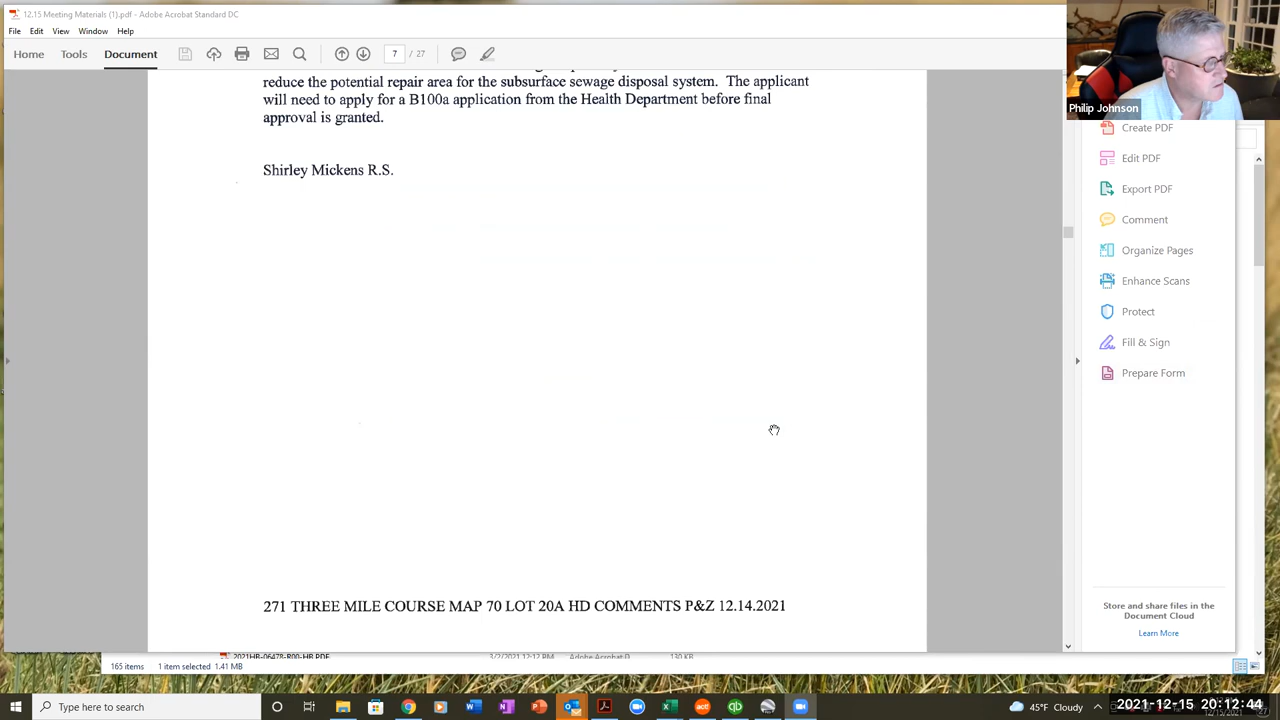 12.15 Meeting Materials (1).pdf - Adobe Acrobat Standard DC
File Edit View Window Help
Home Tools Document 7 / 27
reduce the potential repair area for the subsurface sewage disposal system. The applicant
will need to apply for a B100a application from the Health Department before final
approval is granted.
Shirley Mickens R.S.
271 THREE MILE COURSE MAP 70 LOT 20A HD COMMENTS P&Z 12.14.2021
Philip Johnson
Create PDF
Edit PDF
Export PDF
Comment
Organize Pages
Enhance Scans
Protect
Fill & Sign
Prepare Form
Store and share files in the
Document Cloud
Learn More
165 items 1 item selected 1.41 MB
Type here to search
45°F Cloudy
2021-12-15 20:12:44